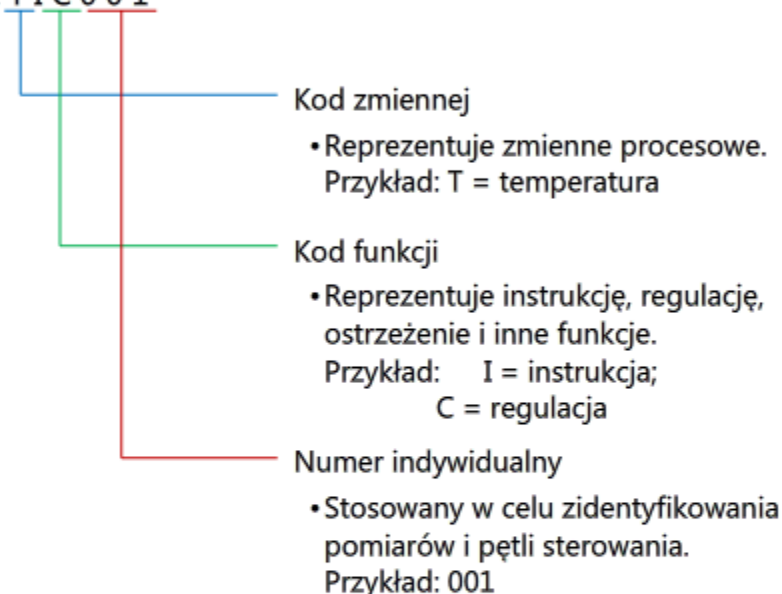 TIC001
Kod zmiennej
•Reprezentuje zmienne procesowe.
Przykład: T = temperatura
Kod funkcji
•Reprezentuje instrukcję, regulację,
ostrzeżenie i inne funkcje.
Przykład: I = instrukcja;
C = regulacja
Numer indywidualny
•Stosowany w celu zidentyfikowania
pomiarów i pętli sterowania.
Przykład: 001